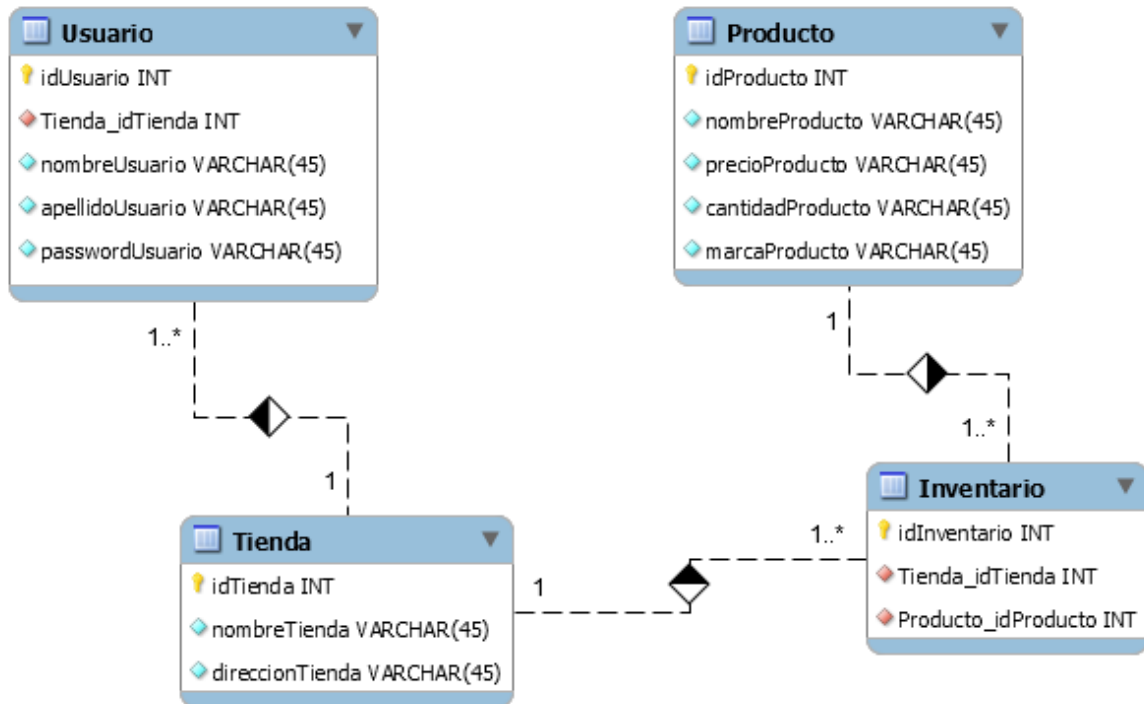 Usuario
idUsuario INT
Tienda_idTienda INT
nombreUsuario VARCHAR(45)
apellidoUsuario VARCHAR(45)
passwordUsuario VARCHAR(45)
Producto
idProducto INT
nombreProducto VARCHAR(45)
precioProducto VARCHAR(45)
cantidadProducto VARCHAR(45)
marcaProducto VARCHAR(45)
1..*
1
1
1..*
Tienda
idTienda INT
nombreTienda VARCHAR(45)
direccionTienda VARCHAR(45)
1
1..*
Inventario
idInventario INT
Tienda_idTienda INT
Producto_idProducto INT